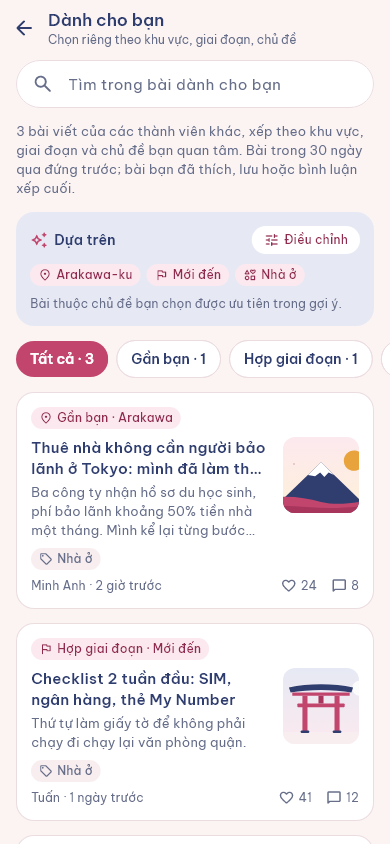 Dành cho bạn
Chọn riêng theo khu vực, giai đoạn, chủ đề
Tìm trong bài dành cho bạn
3 bài viết của các thành viên khác, xếp theo khu vực,
giai đoạn và chủ đề bạn quan tâm. Bài trong 30 ngày
qua đứng trước; bài bạn đã thích, lưu hoặc bình luận
xếp cuối.
Dựa trên
Điều chỉnh
Arakawa-ku
Mới đến
Nhà ở
Bài thuộc chủ đề bạn chọn được ưu tiên trong gợi ý.
Tất cả · 3
Gần bạn · 1
Hợp giai đoạn · 1
Gần bạn · Arakawa
Thuê nhà không cần người bảo
lãnh ở Tokyo: mình đã làm th...
Ba công ty nhận hồ sơ du học sinh,
phí bảo lãnh khoảng 50% tiền nhà
một tháng. Mình kể lại từng bước...
Nhà ở
Minh Anh · 2 giờ trước
24
8
Hợp giai đoạn · Mới đến
Checklist 2 tuần đầu: SIM,
ngân hàng, thẻ My Number
Thứ tự làm giấy tờ để không phải
chạy đi chạy lại văn phòng quận.
Nhà ở
Tuấn · 1 ngày trước
41
12